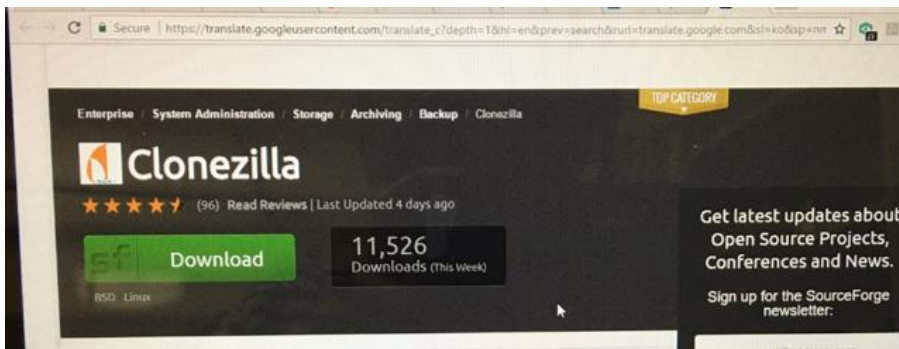 Secure | https://translate.googleusercontent.com/translate_c?depth=1&hl=en&prev=search&rurl=translate.google.com&sl=ko&sp=nm
TOP CATEGORY
Enterprise / System Administration / Storage / Archiving / Backup / Clonezilla
Clonezilla
(96) Read Reviews | Last Updated 4 days ago
sf Download
11,526
Downloads (This Week)
BSD Linux
Get latest updates about
Open Source Projects,
Conferences and News.
Sign up for the SourceForge
newsletter: